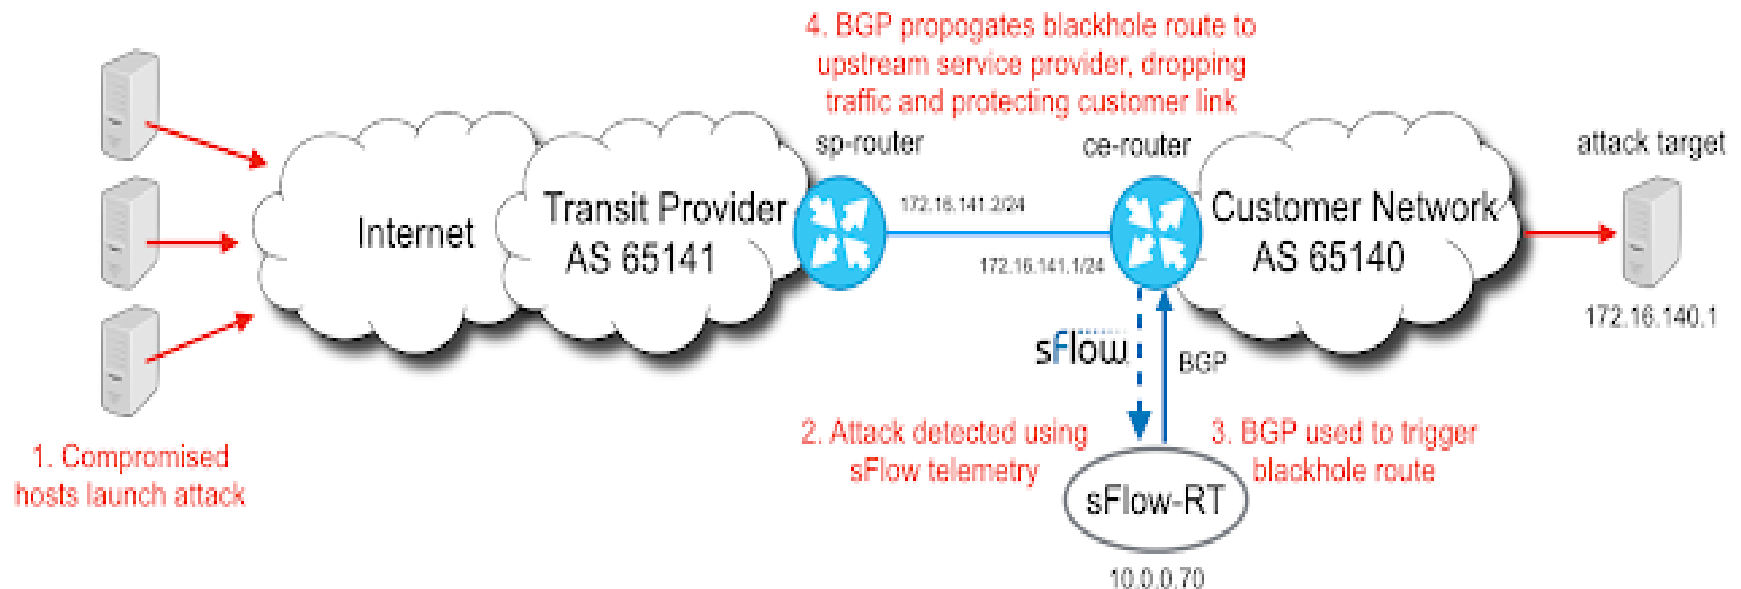 4. BGP propogates blackhole route to
upstream service provider, dropping
traffic and protecting customer link
sp-router
ce-router
attack target
Internet
Transit Provider
AS 65141
172.16.141.2/24
172.16.141.1/24
Customer Network
AS 65140
172.16.140.1
sFlow
BGP
1. Compromised
hosts launch attack
2. Attack detected using
sFlow telemetry
3. BGP used to trigger
blackhole route
sFlow-RT
10.0.0.70